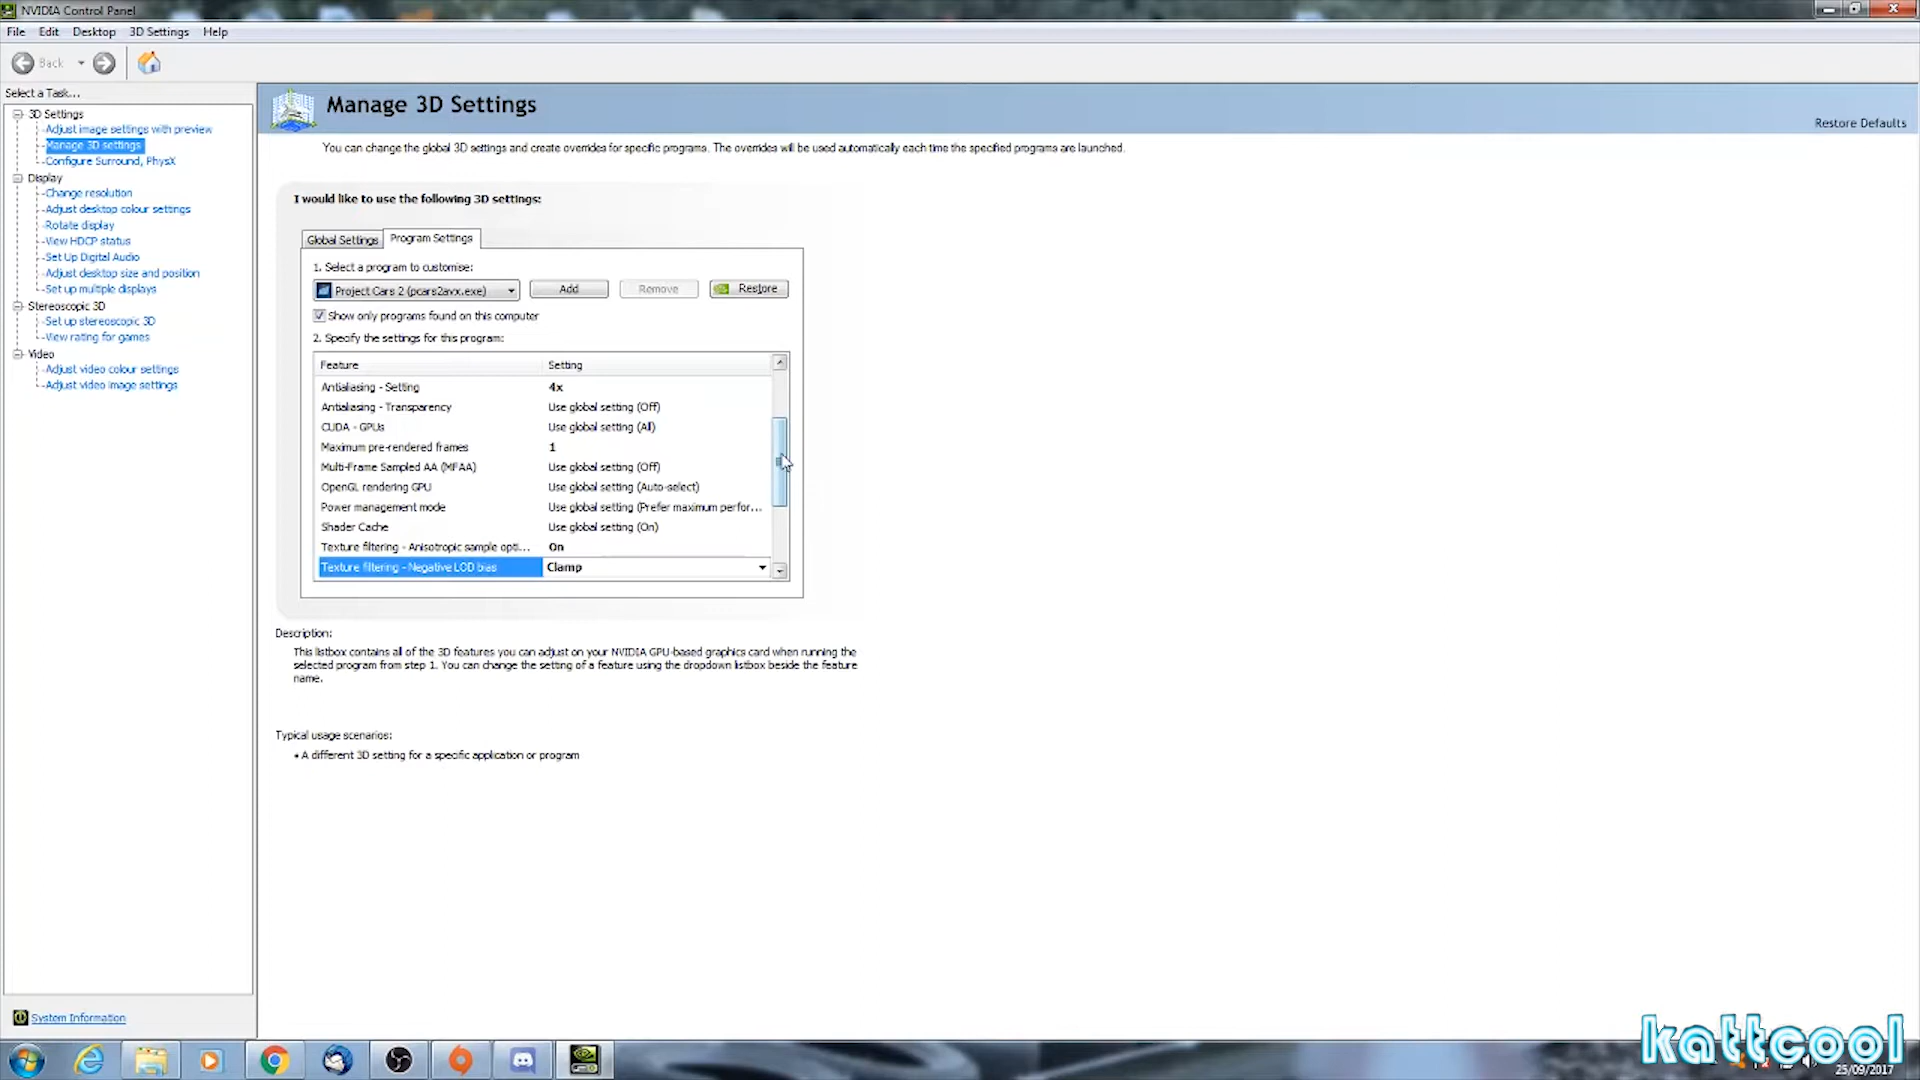 NVIDIA Control Panel
File Edit Desktop 3D Settings Help
Back
Select a Task...
3D Settings
Adjust image settings with preview
Manage 3D settings
Configure Surround, PhysX
Display
Change resolution
Adjust desktop colour settings
Rotate display
View HDCP status
Set Up Digital Audio
Adjust desktop size and position
Set up multiple displays
Stereoscopic 3D
Set up stereoscopic 3D
View rating for games
Video
Adjust video colour settings
Adjust video image settings
System Information
Manage 3D Settings
Restore Defaults
You can change the global 3D settings and create overrides for specific programs. The overrides will be used automatically each time the specified programs are launched.
I would like to use the following 3D settings:
Global Settings Program Settings
1. Select a program to customise:
Project Cars 2 (pcars2avx.exe) Add Remove Restore
Show only programs found on this computer
2. Specify the settings for this program:
Feature Setting
Antialiasing - Setting 4x
Antialiasing - Transparency Use global setting (Off)
CUDA - GPUs Use global setting (All)
Maximum pre-rendered frames 1
Multi-Frame Sampled AA (MFAA) Use global setting (Off)
OpenGL rendering GPU Use global setting (Auto-select)
Power management mode Use global setting (Prefer maximum perfor...
Shader Cache Use global setting (On)
Texture filtering - Anisotropic sample opti... On
Texture filtering - Negative LOD bias Clamp
Description:
This listbox contains all of the 3D features you can adjust on your NVIDIA GPU-based graphics card when running the
selected program from step 1. You can change the setting of a feature using the dropdown listbox beside the feature
name.
Typical usage scenarios:
• A different 3D setting for a specific application or program
kattcool
25/09/2017